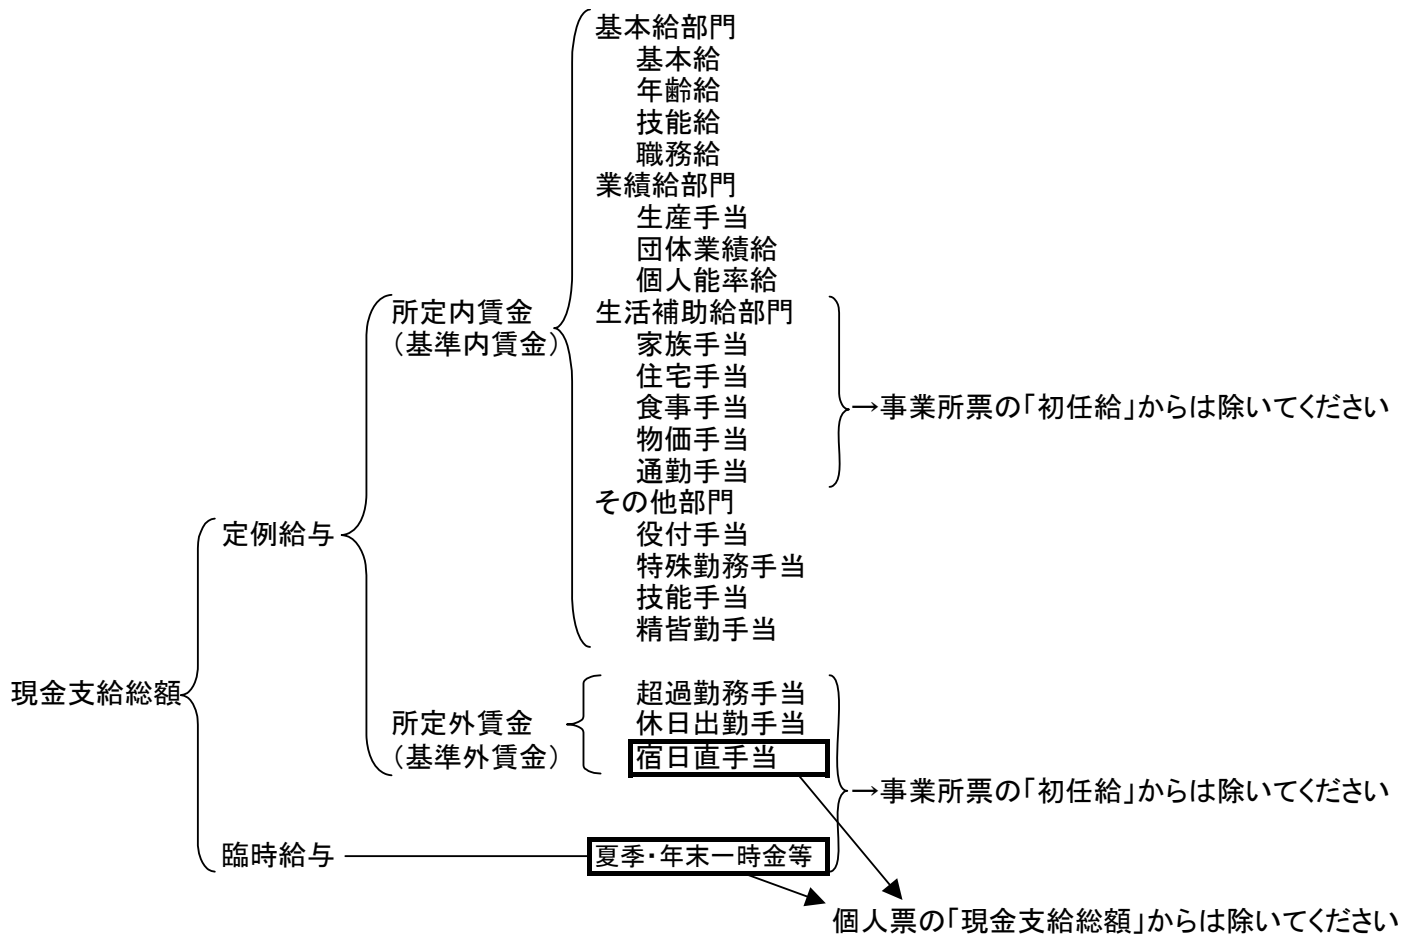 基本給部門
基本給
年齢給
技能給
職務給
業績給部門
生産手当
団体業績給
個人能率給
所定内賃金
(基準内賃金)
生活補助給部門
家族手当
住宅手当
食事手当
物価手当
通勤手当
→事業所票の「初任給」からは除いてください
その他部門
役付手当
特殊勤務手当
技能手当
精皆勤手当
定例給与
現金支給総額
所定外賃金
(基準外賃金)
超過勤務手当
休日出勤手当
宿日直手当
→事業所票の「初任給」からは除いてください
臨時給与
夏季・年末一時金等
個人票の「現金支給総額」からは除いてください